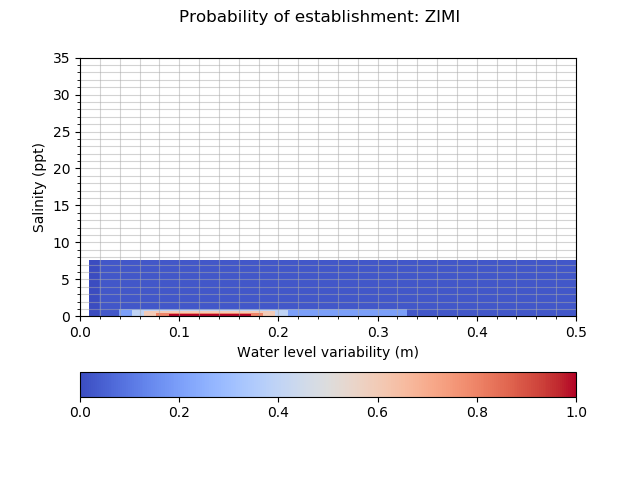 Probability of establishment: ZIMI
35
30
25
20
15
10
5
0
Salinity (ppt)
0.0 0.1 0.2 0.3 0.4 0.5
Water level variability (m)
0.0 0.2 0.4 0.6 0.8 1.0